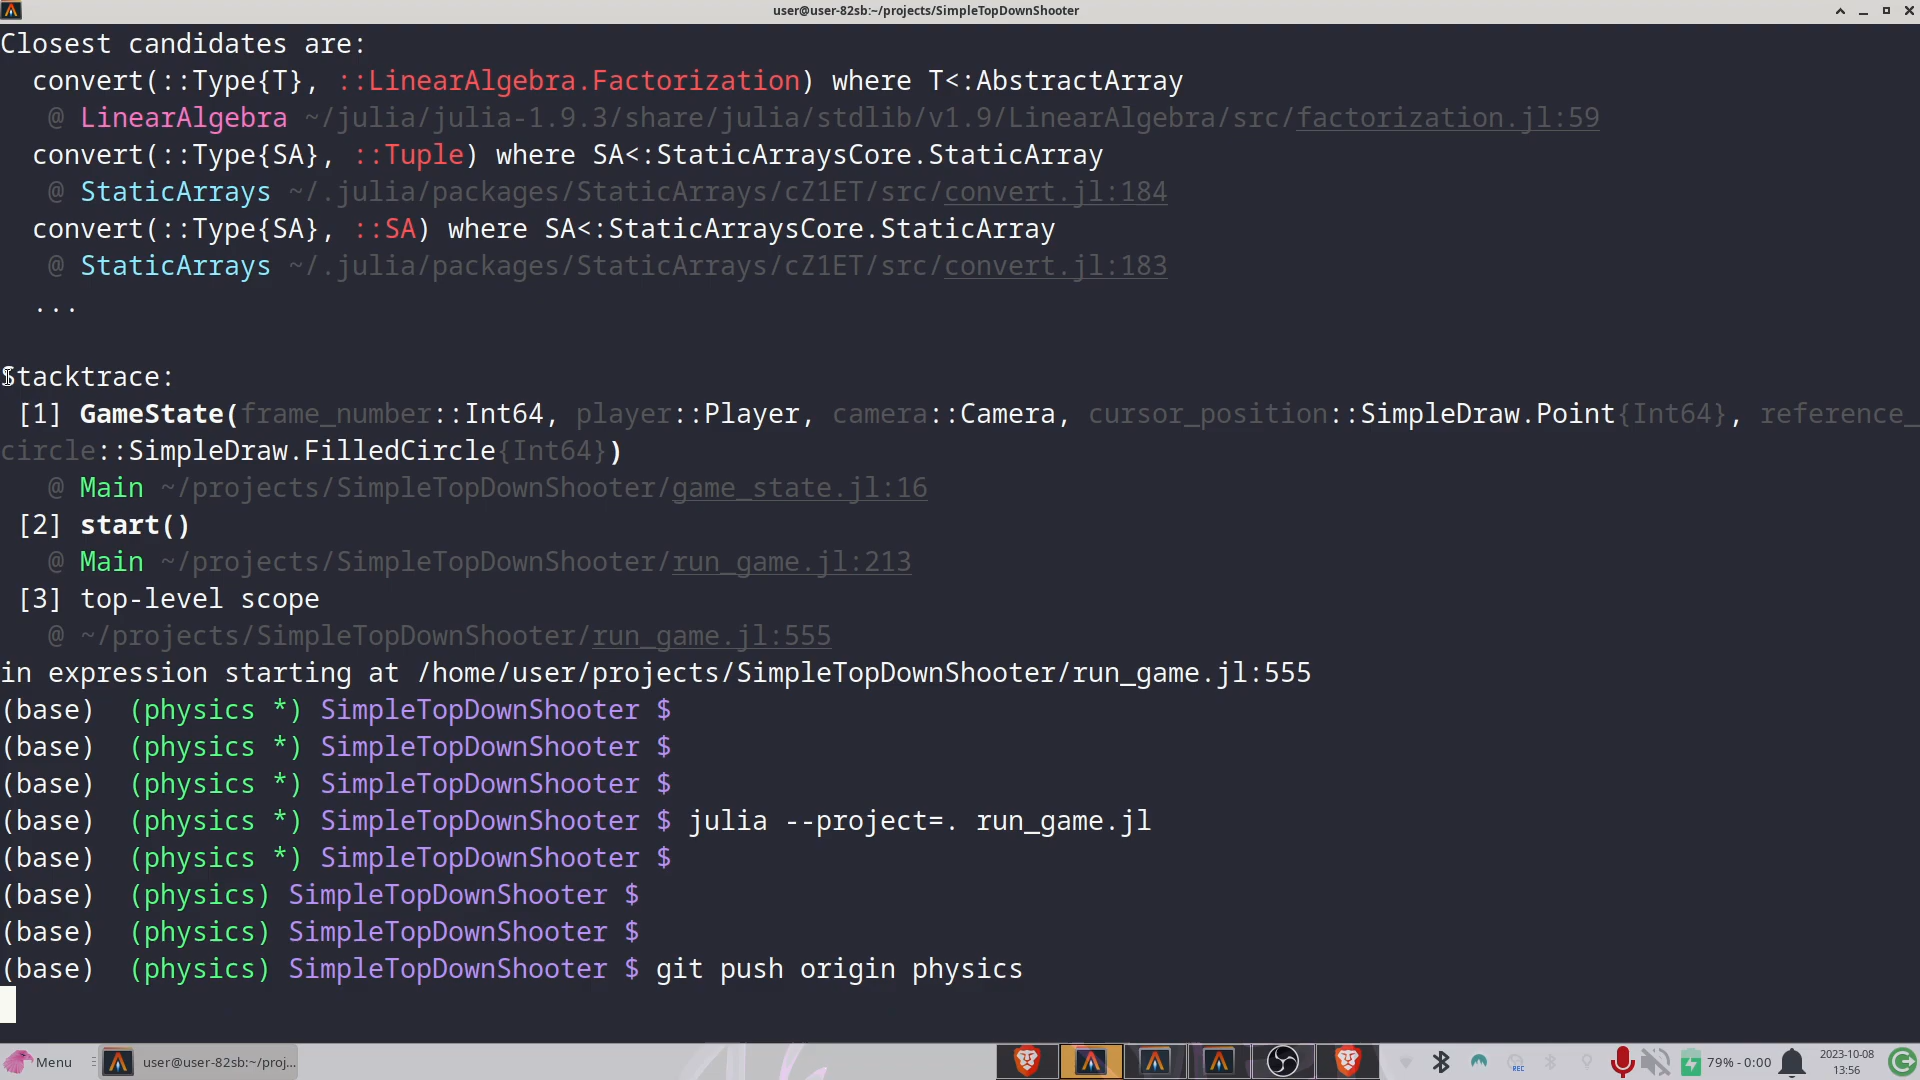 user@user-82sb:~/projects/SimpleTopDownShooter
Closest candidates are:
  convert(::Type{T}, ::LinearAlgebra.Factorization) where T<:AbstractArray
   @ LinearAlgebra ~/julia/julia-1.9.3/share/julia/stdlib/v1.9/LinearAlgebra/src/factorization.jl:59
  convert(::Type{SA}, ::Tuple) where SA<:StaticArraysCore.StaticArray
   @ StaticArrays ~/.julia/packages/StaticArrays/cZ1ET/src/convert.jl:184
  convert(::Type{SA}, ::SA) where SA<:StaticArraysCore.StaticArray
   @ StaticArrays ~/.julia/packages/StaticArrays/cZ1ET/src/convert.jl:183
  ...
Stacktrace:
 [1] GameState(frame_number::Int64, player::Player, camera::Camera, cursor_position::SimpleDraw.Point{Int64}, reference_
circle::SimpleDraw.FilledCircle{Int64})
   @ Main ~/projects/SimpleTopDownShooter/game_state.jl:16
 [2] start()
   @ Main ~/projects/SimpleTopDownShooter/run_game.jl:213
 [3] top-level scope
   @ ~/projects/SimpleTopDownShooter/run_game.jl:555
in expression starting at /home/user/projects/SimpleTopDownShooter/run_game.jl:555
(base)  (physics *) SimpleTopDownShooter $
(base)  (physics *) SimpleTopDownShooter $
(base)  (physics *) SimpleTopDownShooter $
(base)  (physics *) SimpleTopDownShooter $ julia --project=. run_game.jl
(base)  (physics *) SimpleTopDownShooter $
(base)  (physics) SimpleTopDownShooter $
(base)  (physics) SimpleTopDownShooter $
(base)  (physics) SimpleTopDownShooter $ git push origin physics
Menu
user@user-82sb:~/proj...
REC
79% - 0:00
2023-10-08
13:56